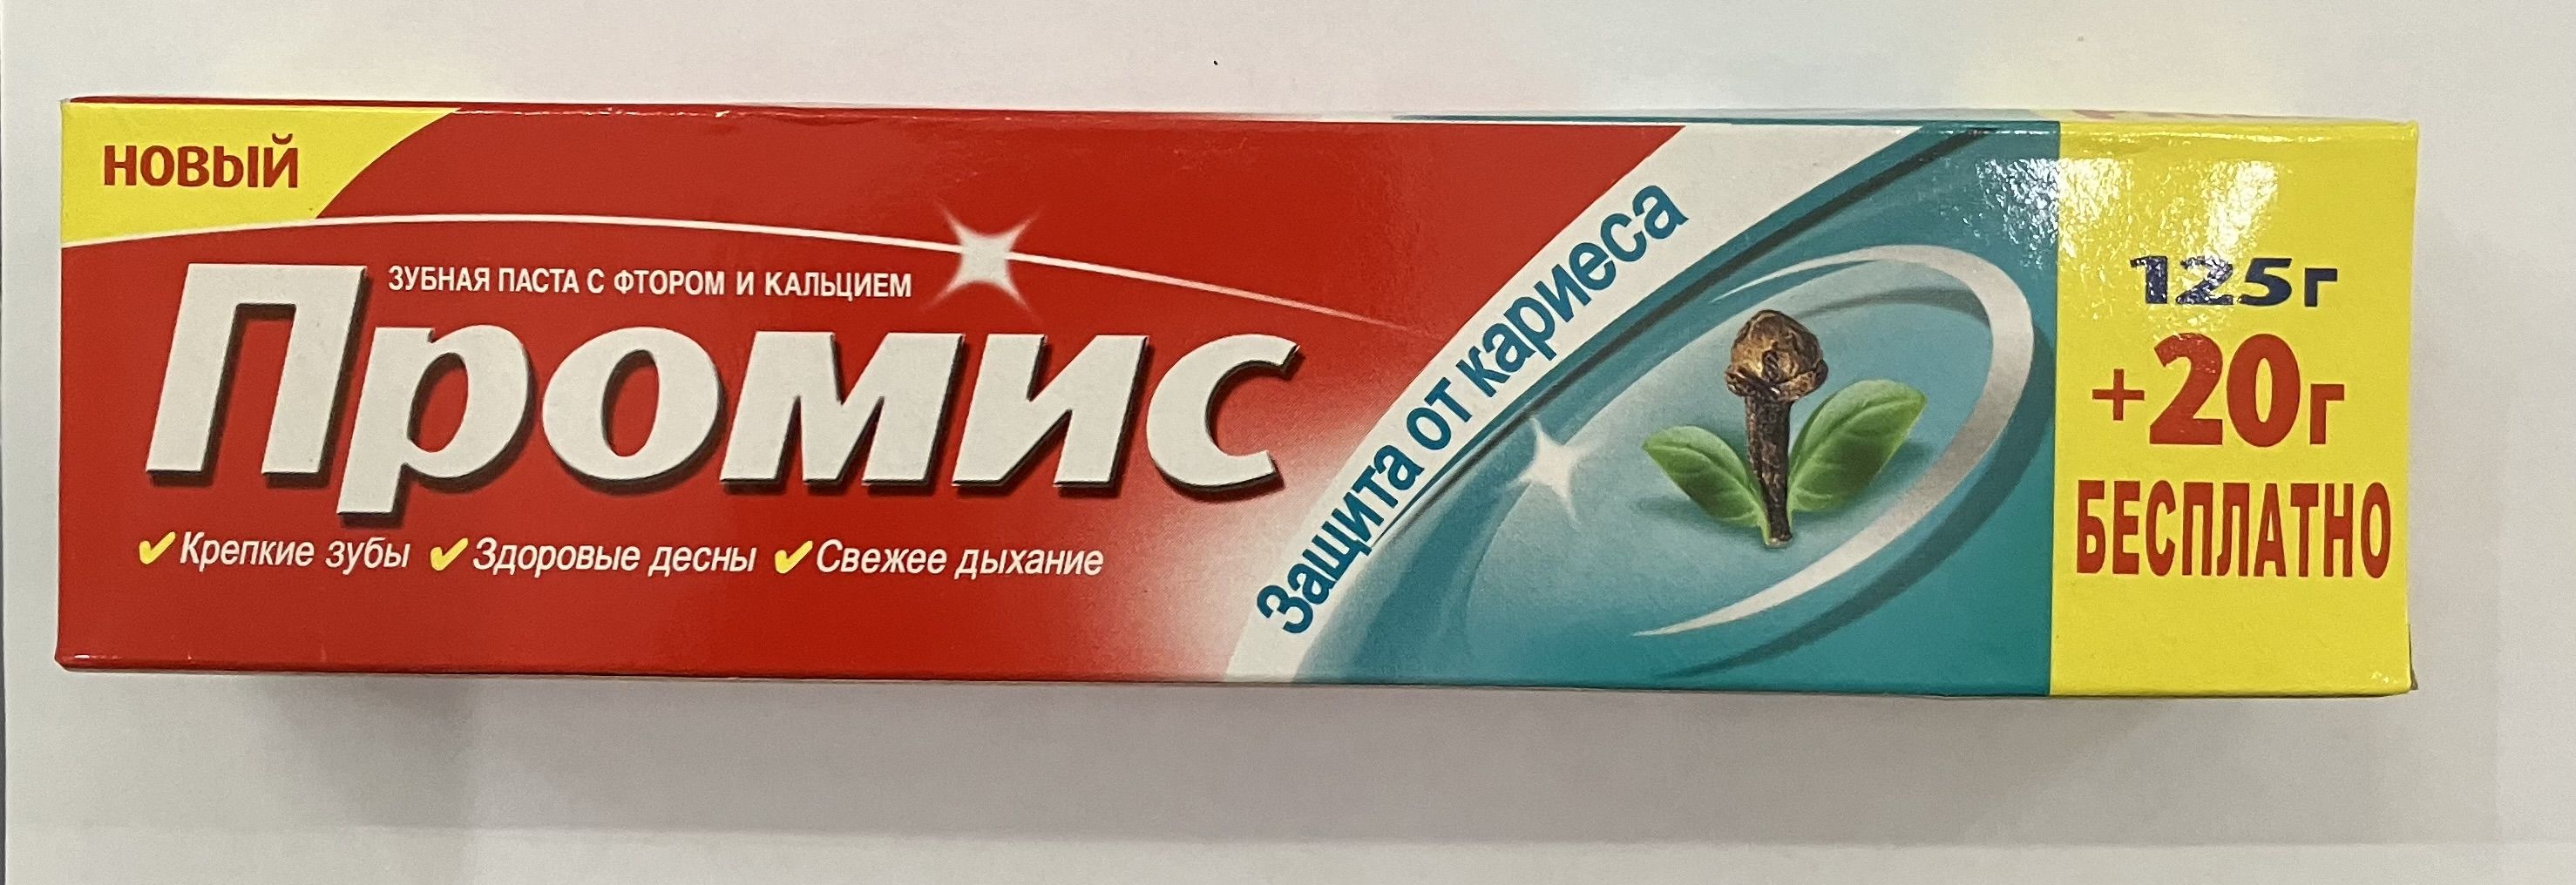 НОВЫЙ
ЗУБНАЯ ПАСТА С ФТОРОМ И КАЛЬЦИЕМ
Промис
Крепкие зубы Здоровые десны Свежее дыхание
Защита от кариеса
125г
+20г
БЕСПЛАТНО